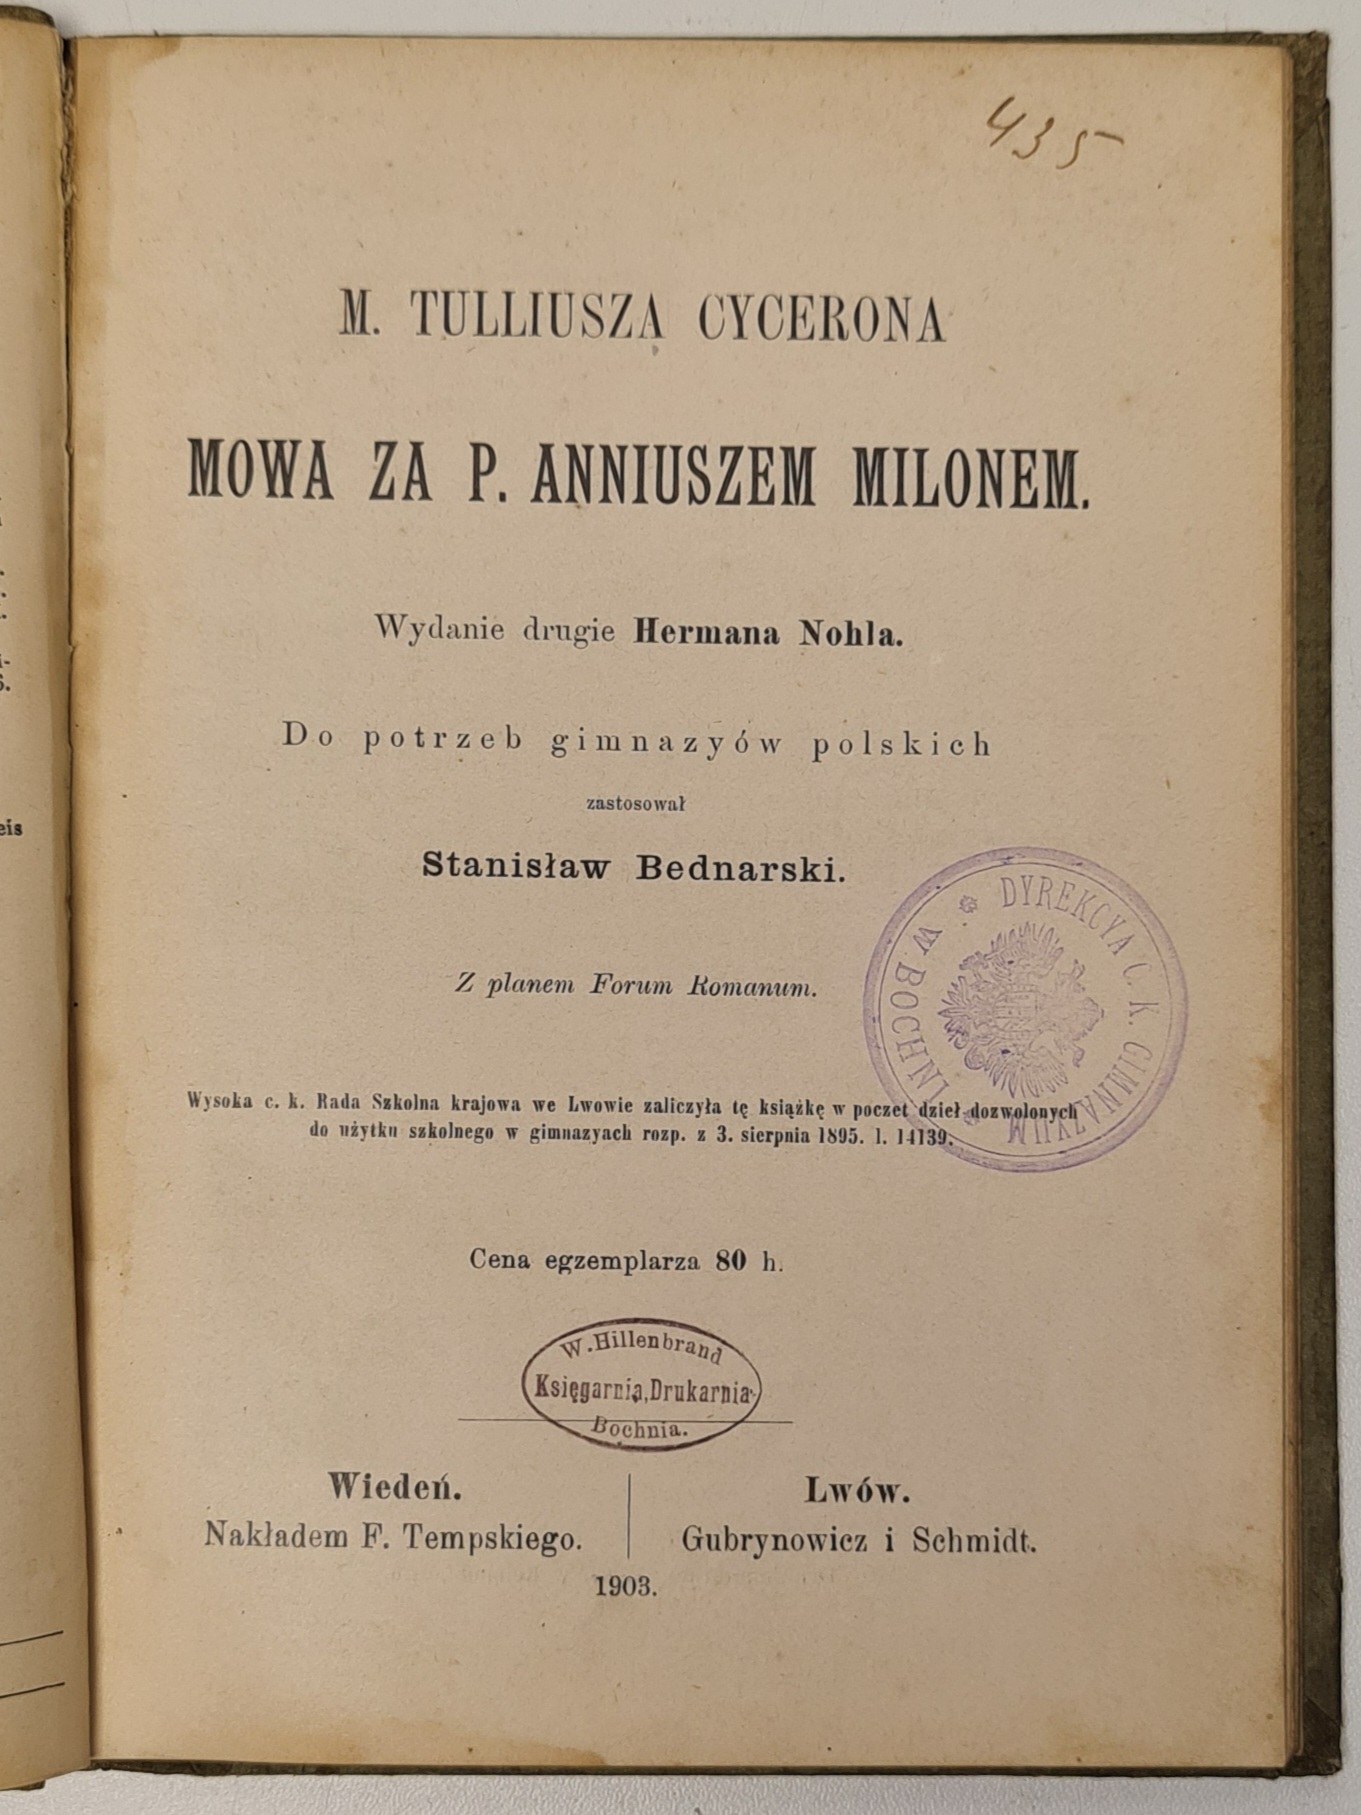 435
M. TULLIUSZA CYCERONA
MOWA ZA P. ANNIUSZEM MILONEM.
Wydanie drugie Hermana Nohla.
Do potrzeb gimnazyów polskich
zastosował
Stanisław Bednarski.
Z planem Forum Romanum.
DYREKCYA C. K. GIMNAZYUM
W BOCHNI
Wysoka c. k. Rada Szkolna krajowa we Lwowie zaliczyła tę książkę w poczet dzieł dozwolonych
do użytku szkolnego w gimnazyach rozp. z 3. sierpnia 1895. l. 14139.
Cena egzemplarza 80 h.
W. Hillenbrand
Księgarnia, Drukarnia
Bochnia.
Wiedeń.
Nakładem F. Tempskiego.
Lwów.
Gubrynowicz i Schmidt.
1903.
eis